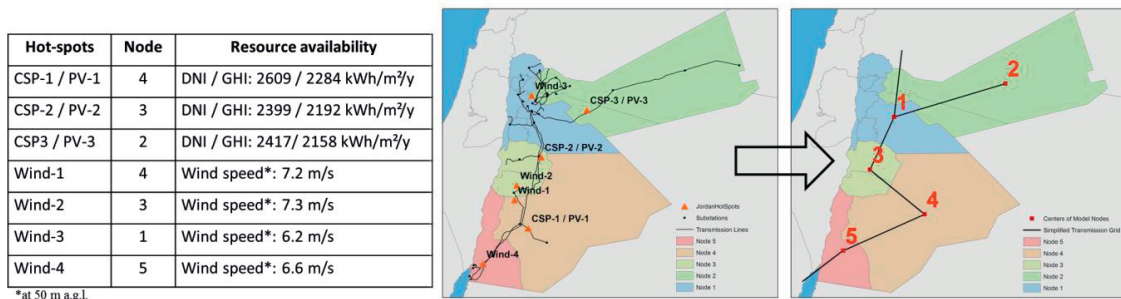 Hot-spots Node Resource availability
CSP-1 / PV-1 4 DNI / GHI: 2609 / 2284 kWh/m²/y
CSP-2 / PV-2 3 DNI / GHI: 2399 / 2192 kWh/m²/y
CSP3 / PV-3 2 DNI / GHI: 2417/ 2158 kWh/m²/y
Wind-1 4 Wind speed*: 7.2 m/s
Wind-2 3 Wind speed*: 7.3 m/s
Wind-3 1 Wind speed*: 6.2 m/s
Wind-4 5 Wind speed*: 6.6 m/s
*at 50 m a.g.l.
Wind-3
CSP-3 / PV-3
CSP-2 / PV-2
Wind-2
Wind-1
CSP-1 / PV-1
Wind-4
JordanHotSpots
Substations
Transmission Lines
Node 5
Node 4
Node 3
Node 2
Node 1
2
1
3
4
5
Centers of Model Nodes
Simplified Transmission Grid
Node 5
Node 4
Node 3
Node 2
Node 1